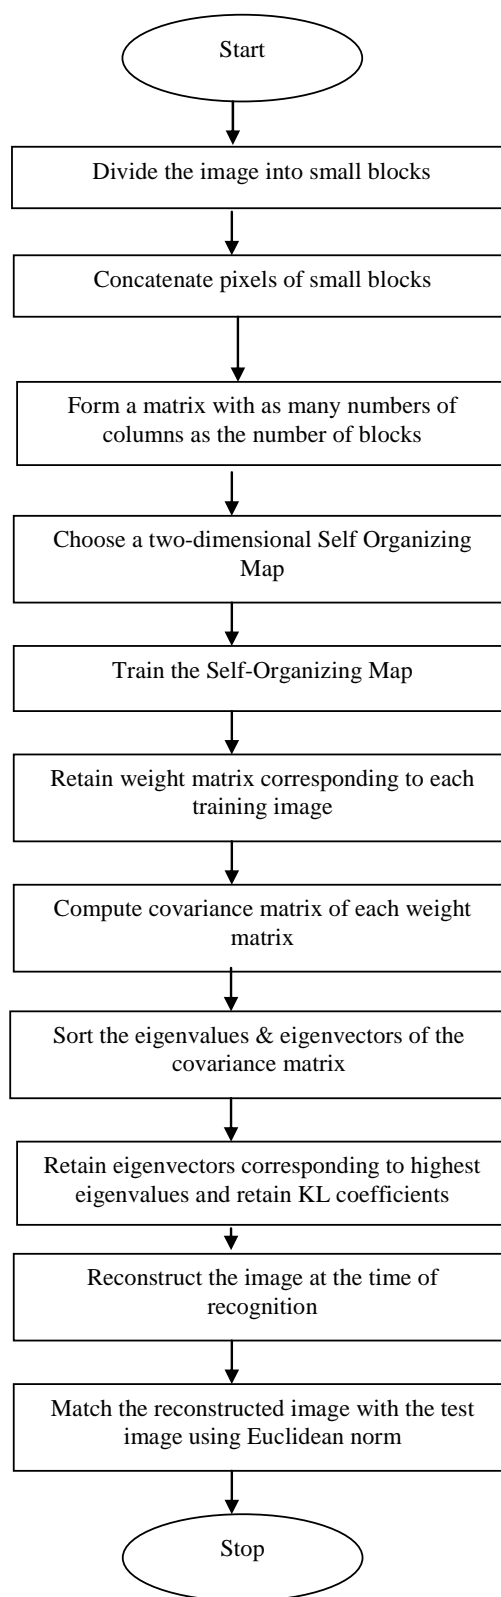 Start
Divide the image into small blocks
Concatenate pixels of small blocks
Form a matrix with as many numbers of
columns as the number of blocks
Choose a two-dimensional Self Organizing
Map
Train the Self-Organizing Map
Retain weight matrix corresponding to each
training image
Compute covariance matrix of each weight
matrix
Sort the eigenvalues & eigenvectors of the
covariance matrix
Retain eigenvectors corresponding to highest
eigenvalues and retain KL coefficients
Reconstruct the image at the time of
recognition
Match the reconstructed image with the test
image using Euclidean norm
Stop